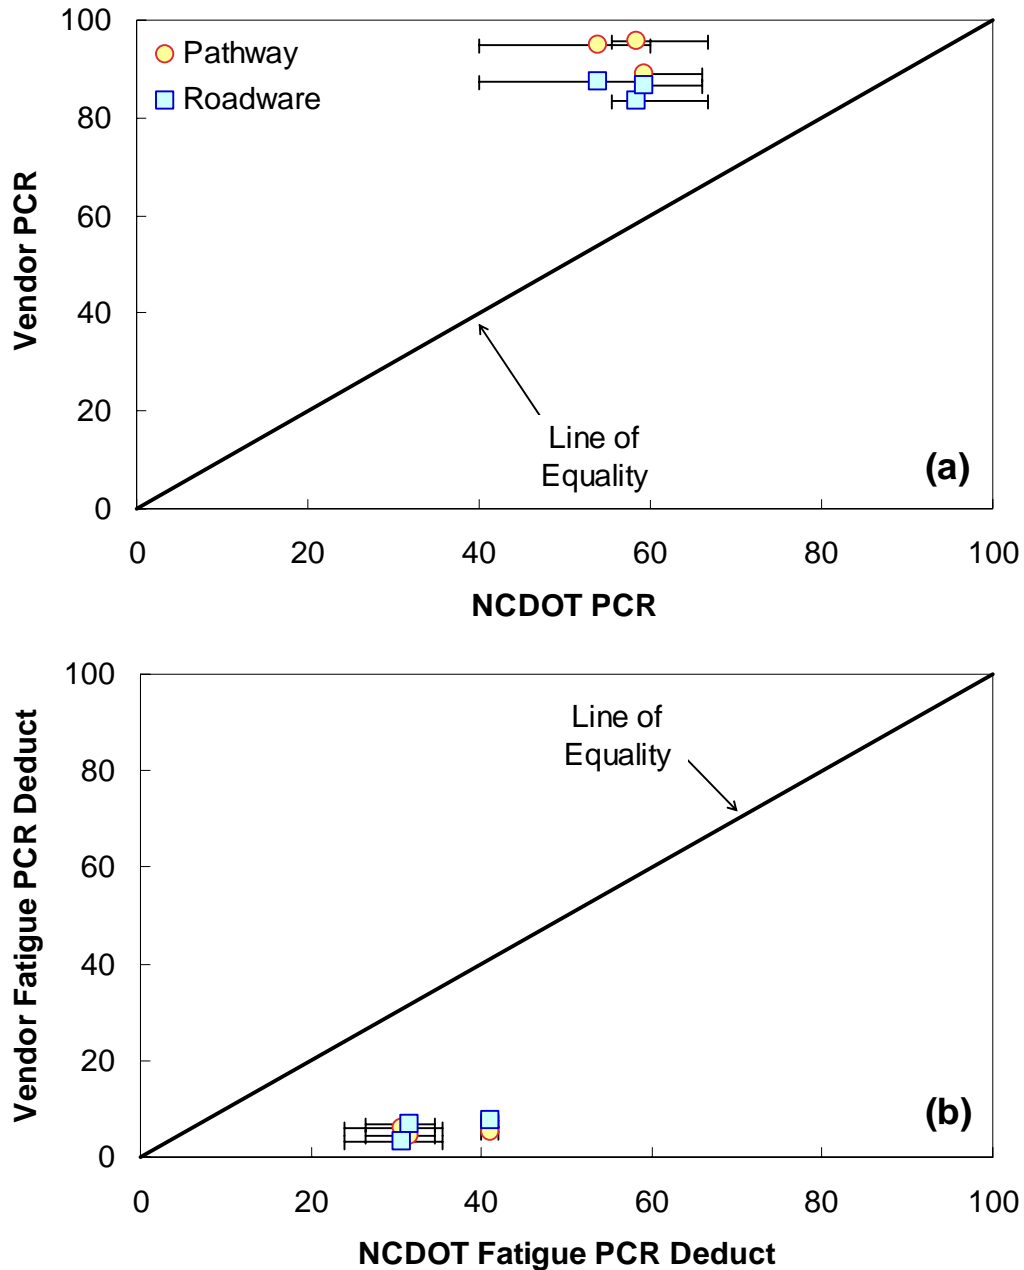 100
80
60
40
20
0
Vendor PCR
Pathway
Roadware
Line of
Equality
(a)
0 20 40 60 80 100
NCDOT PCR
100
80
60
40
20
0
Vendor Fatigue PCR Deduct
Line of
Equality
(b)
0 20 40 60 80 100
NCDOT Fatigue PCR Deduct